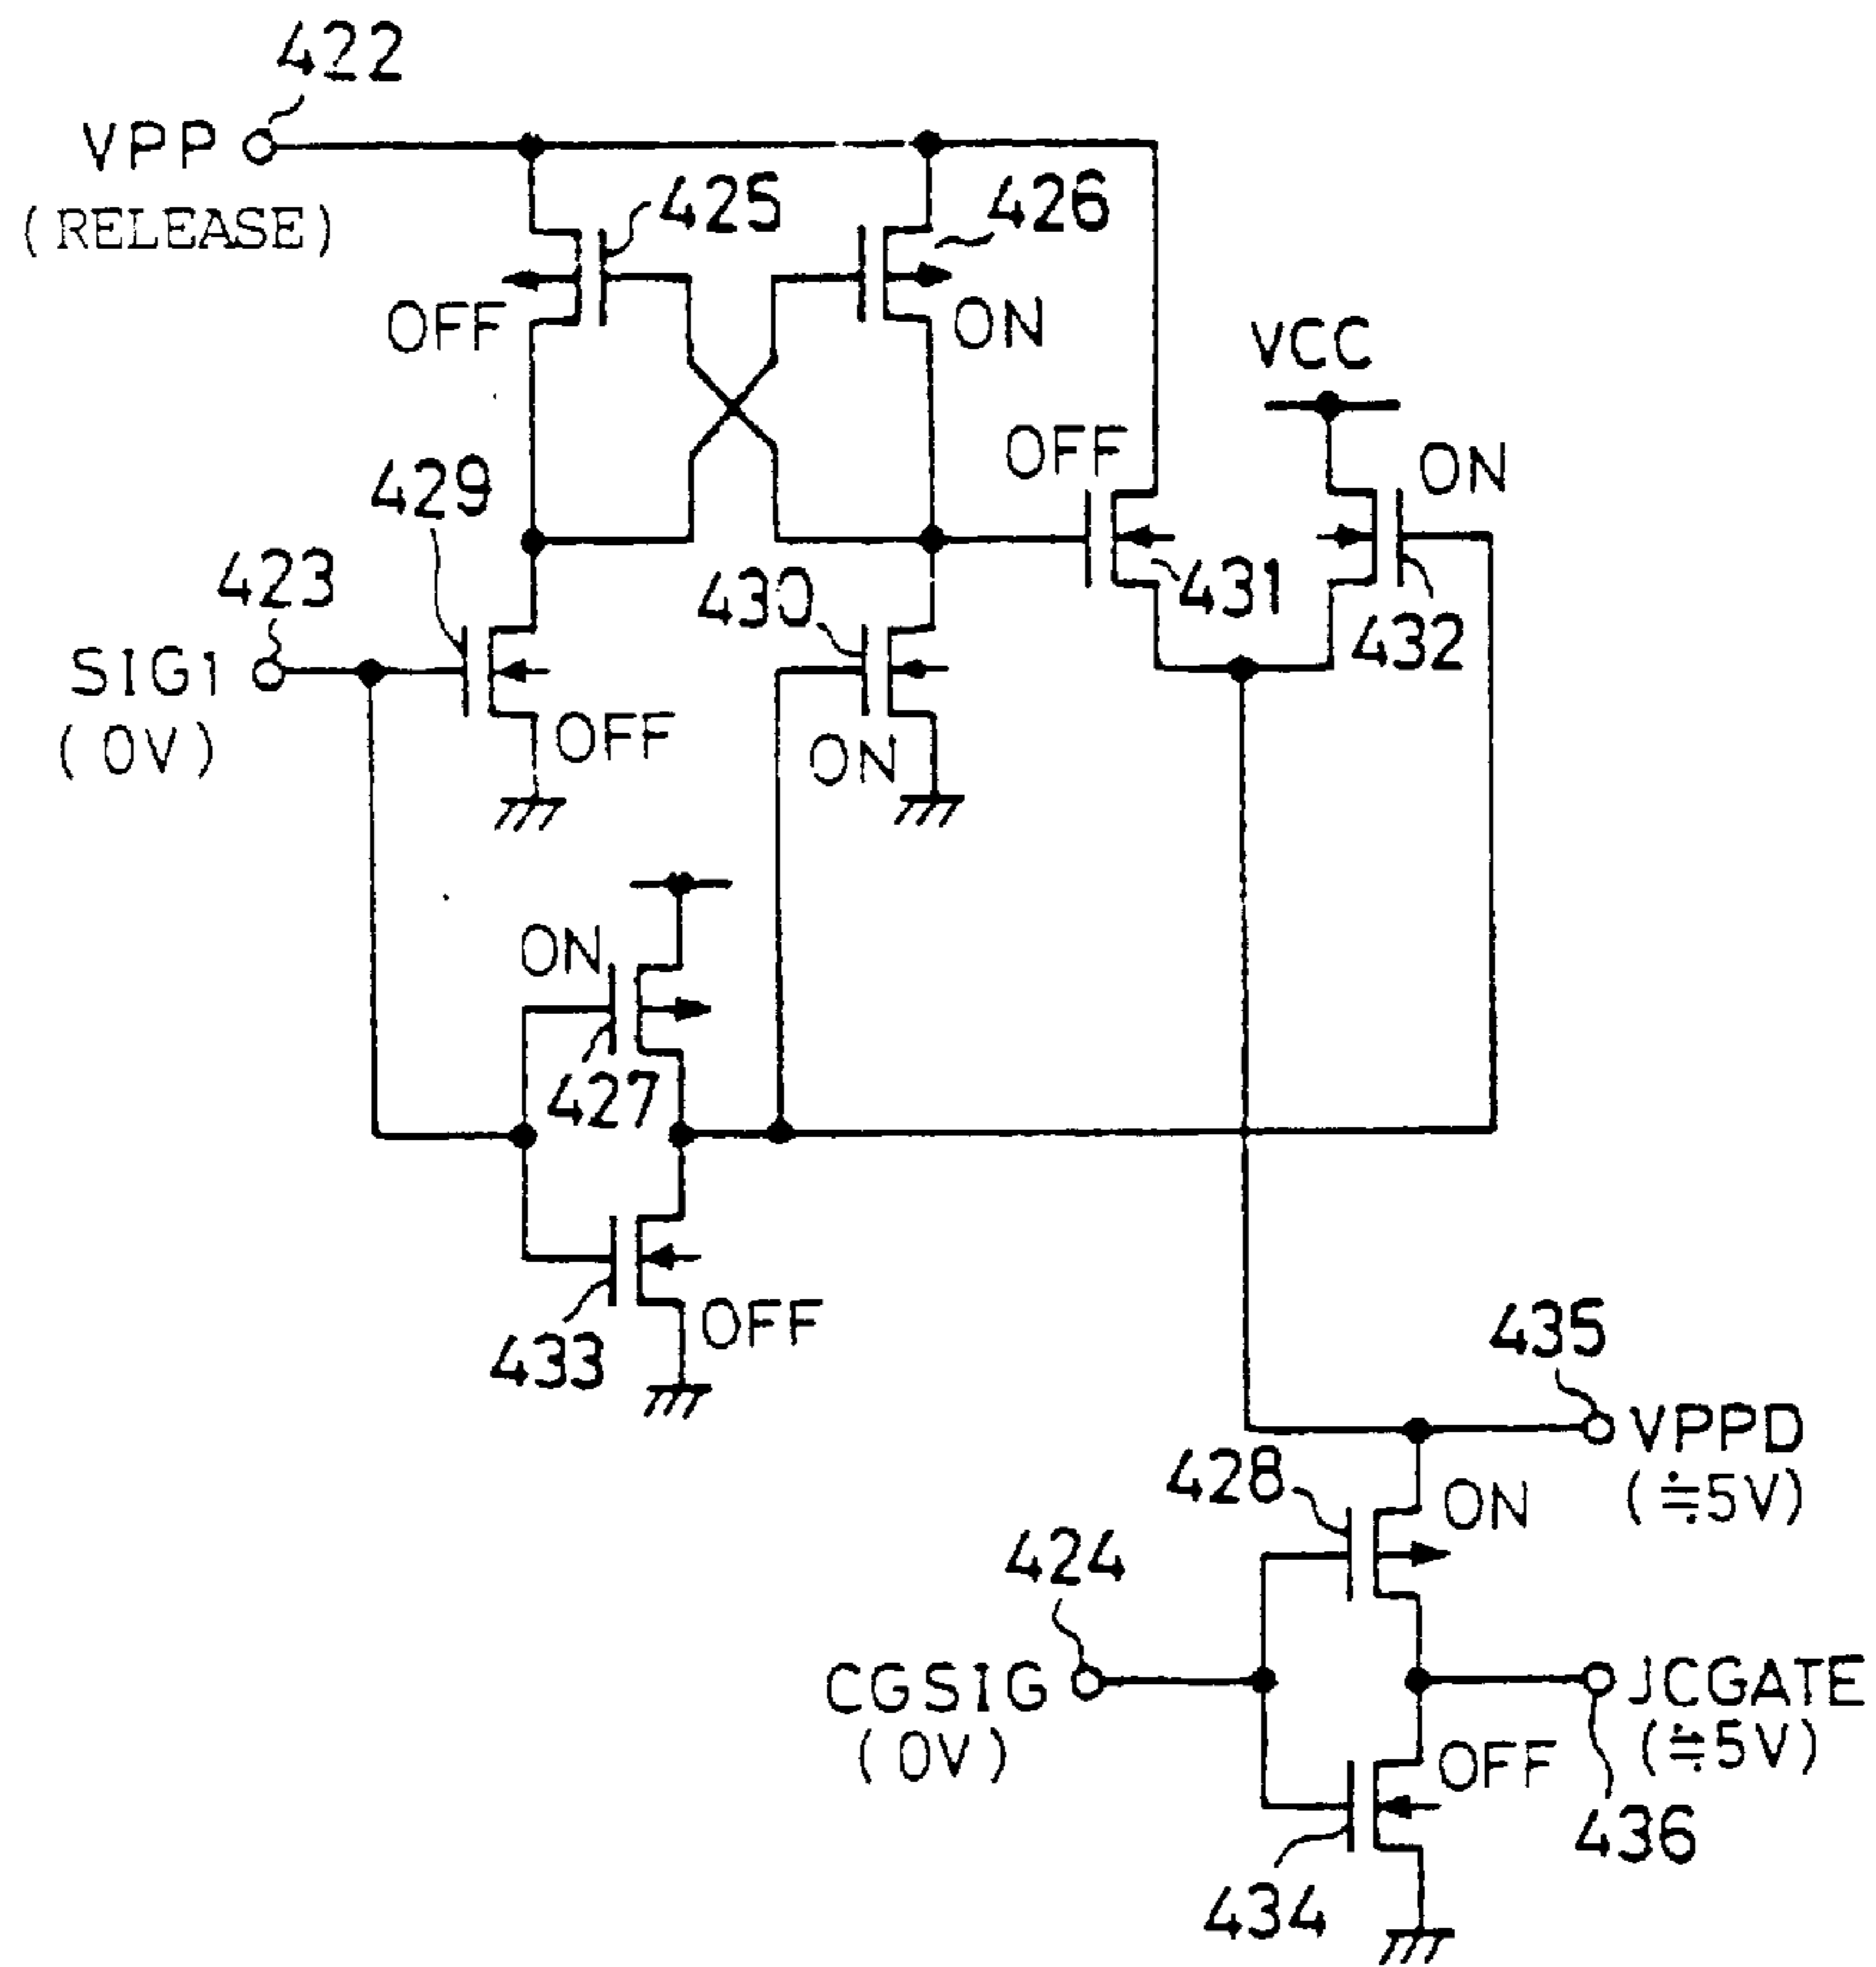 422
VPP
(RELEASE)
425
426
OFF
ON
VCC
OFF
ON
429
423
430
431
432
SIG1
(0V)
OFF
ON
ON
427
433
OFF
435
VPPD
(≒5V)
428
ON
424
CGSIG
(0V)
JCGATE
(≒5V)
OFF
436
434